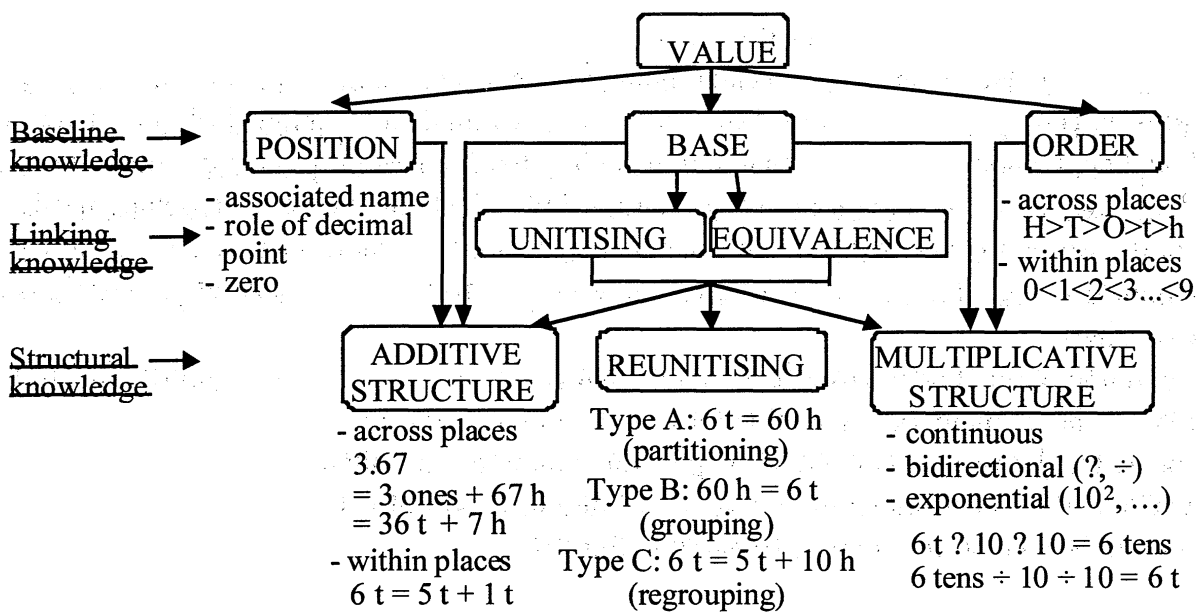 VALUE
Baseline
knowledge
POSITION
BASE
ORDER
- associated name
- role of decimal
point
- zero
- across places
H>T>O>t>h
- within places
0<1<2<3...<9
Linking
knowledge
UNITISING
EQUIVALENCE
Structural
knowledge
ADDITIVE
STRUCTURE
REUNITISING
MULTIPLICATIVE
STRUCTURE
- across places
3.67
= 3 ones + 67 h
= 36 t + 7 h
- within places
6 t = 5 t + 1 t
Type A: 6 t = 60 h
(partitioning)
Type B: 60 h = 6 t
(grouping)
Type C: 6 t = 5 t + 10 h
(regrouping)
- continuous
- bidirectional (?, ÷)
- exponential (10², ...)
6 t ? 10 ? 10 = 6 tens
6 tens ÷ 10 ÷ 10 = 6 t